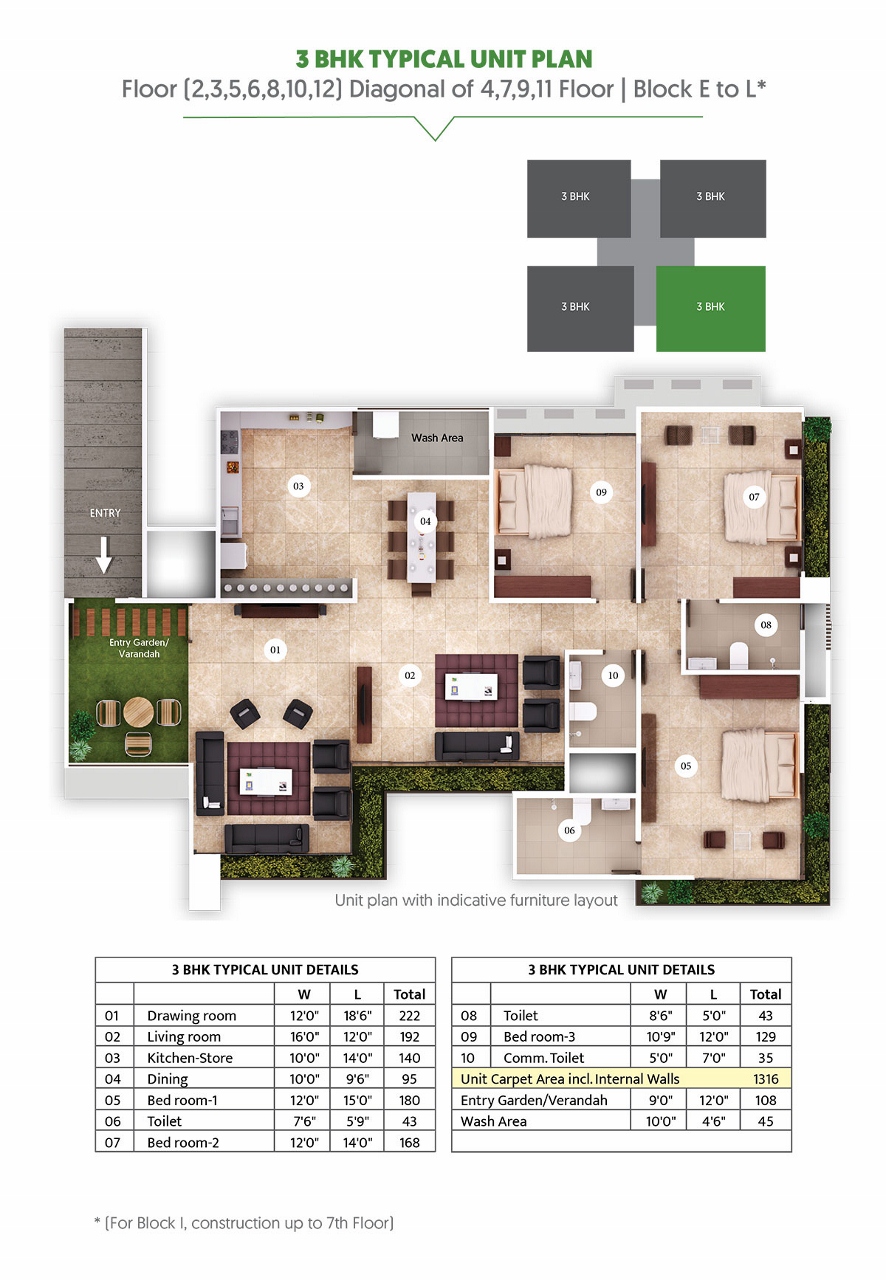 3 BHK TYPICAL UNIT PLAN
Floor (2,3,5,6,8,10,12) Diagonal of 4,7,9,11 Floor | Block E to L*
3 BHK 3 BHK
3 BHK 3 BHK
ENTRY
Entry Garden/
Varandah
Wash Area
03
04
09
07
01
02
10
08
05
06
Unit plan with indicative furniture layout
3 BHK TYPICAL UNIT DETAILS
W L Total
01 Drawing room 12'0" 18'6" 222
02 Living room 16'0" 12'0" 192
03 Kitchen-Store 10'0" 14'0" 140
04 Dining 10'0" 9'6" 95
05 Bed room-1 12'0" 15'0" 180
06 Toilet 7'6" 5'9" 43
07 Bed room-2 12'0" 14'0" 168
3 BHK TYPICAL UNIT DETAILS
W L Total
08 Toilet 8'6" 5'0" 43
09 Bed room-3 10'9" 12'0" 129
10 Comm. Toilet 5'0" 7'0" 35
Unit Carpet Area incl. Internal Walls 1316
Entry Garden/Verandah 9'0" 12'0" 108
Wash Area 10'0" 4'6" 45
* (For Block I, construction up to 7th Floor)